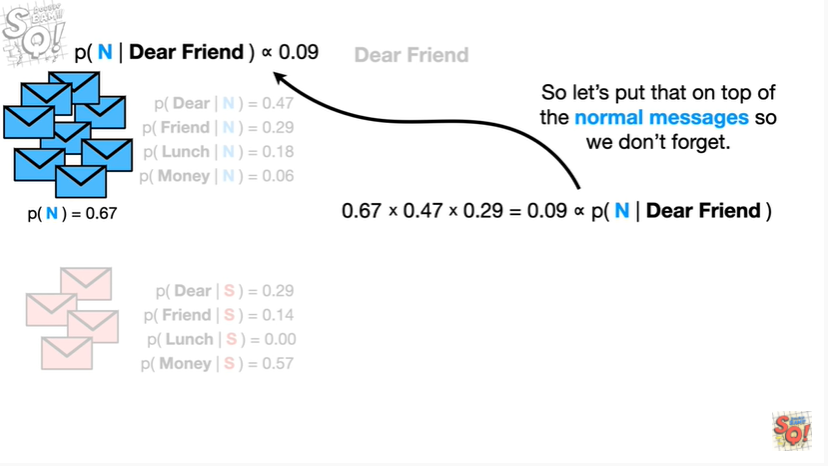 p( N | Dear Friend ) ∝ 0.09
Dear Friend
p( Dear | N ) = 0.47
p( Friend | N ) = 0.29
p( Lunch | N ) = 0.18
p( Money | N ) = 0.06
p( N ) = 0.67
So let's put that on top of
the normal messages so
we don't forget.
0.67 x 0.47 x 0.29 = 0.09 ∝ p( N | Dear Friend )
p( Dear | S ) = 0.29
p( Friend | S ) = 0.14
p( Lunch | S ) = 0.00
p( Money | S ) = 0.57
SQ!